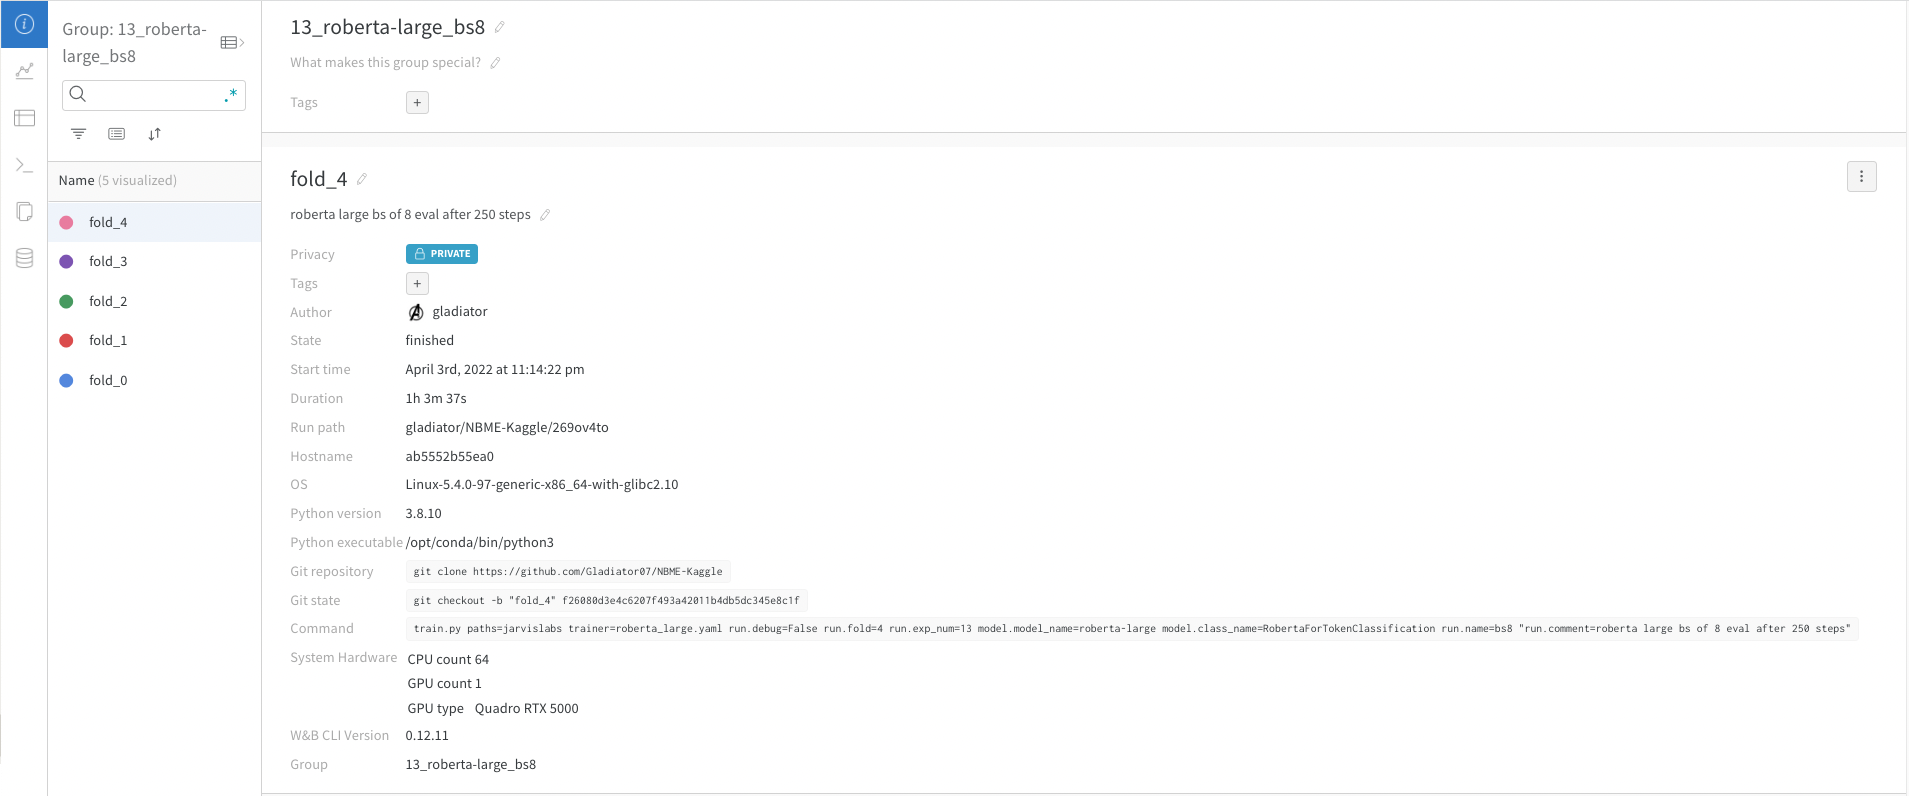 Group: 13_roberta-
large_bs8
.*
Name (5 visualized)
fold_4
fold_3
fold_2
fold_1
fold_0
13_roberta-large_bs8
What makes this group special?
Tags +
fold_4
roberta large bs of 8 eval after 250 steps
Privacy PRIVATE
Tags +
Author gladiator
State finished
Start time April 3rd, 2022 at 11:14:22 pm
Duration 1h 3m 37s
Run path gladiator/NBME-Kaggle/269ov4to
Hostname ab5552b55ea0
OS Linux-5.4.0-97-generic-x86_64-with-glibc2.10
Python version 3.8.10
Python executable /opt/conda/bin/python3
Git repository git clone https://github.com/Gladiator07/NBME-Kaggle
Git state git checkout -b "fold_4" f26080d3e4c6207f493a42011b4db5dc345e8c1f
Command train.py paths=jarvislabs trainer=roberta_large.yaml run.debug=False run.fold=4 run.exp_num=13 model.model_name=roberta-large model.class_name=RobertaForTokenClassification run.name=bs8 "run.comment=roberta large bs of 8 eval after 250 steps"
System Hardware CPU count 64
GPU count 1
GPU type Quadro RTX 5000
W&B CLI Version 0.12.11
Group 13_roberta-large_bs8